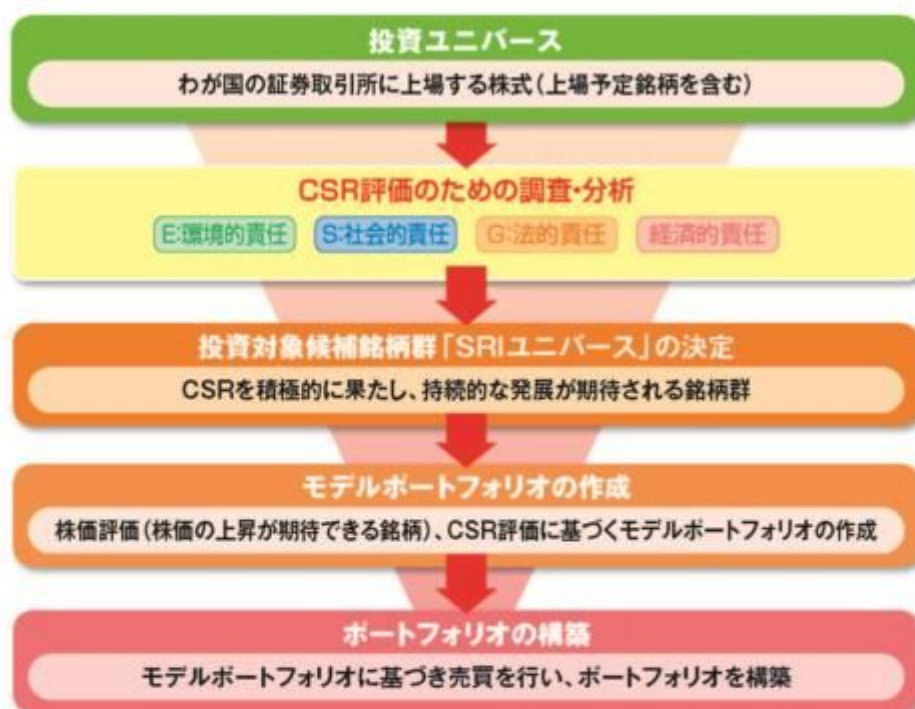 投資ユニバース
わが国の証券取引所に上場する株式(上場予定銘柄を含む)
CSR評価のための調査・分析
E:環境的責任 S:社会的責任 G:法的責任 経済的責任
投資対象候補銘柄群「SRIユニバース」の決定
CSRを積極的に果たし、持続的な発展が期待される銘柄群
モデルポートフォリオの作成
株価評価(株価の上昇が期待できる銘柄)、CSR評価に基づくモデルポートフォリオの作成
ポートフォリオの構築
モデルポートフォリオに基づき売買を行い、ポートフォリオを構築